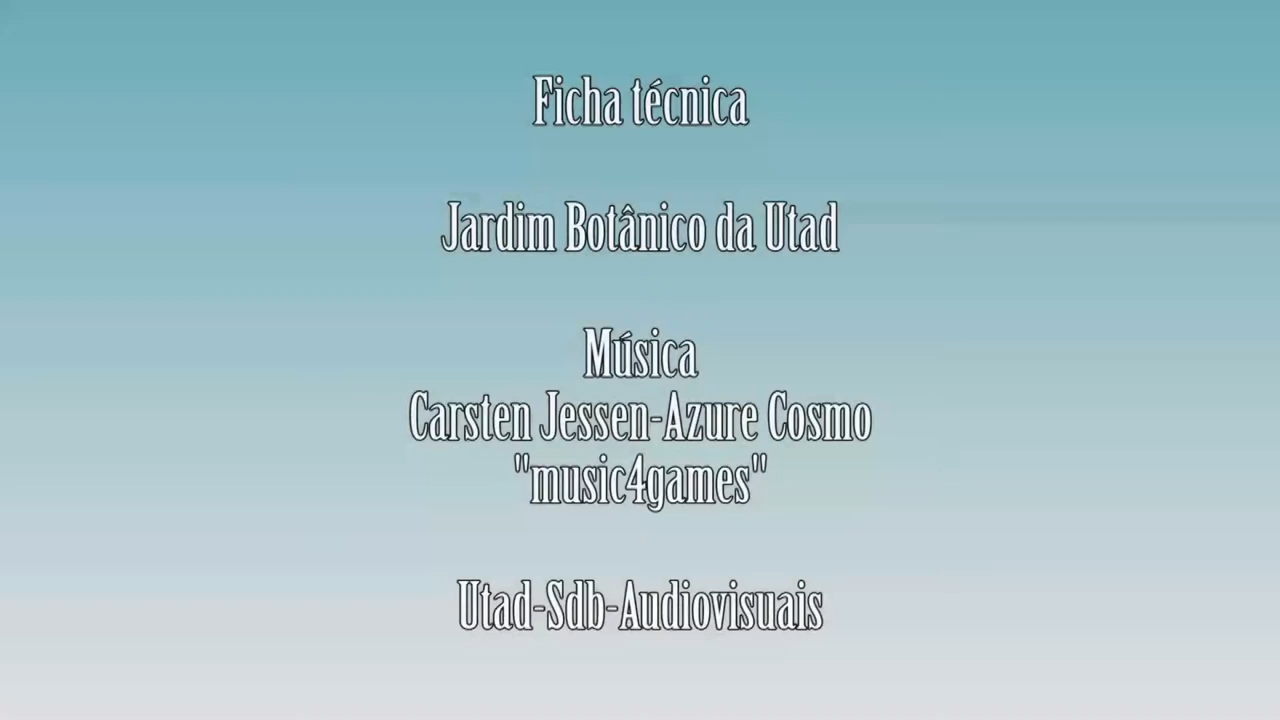 Ficha técnica
Jardim Botânico da Utad
Música
Carsten Jessen-Azure Cosmo
"music4games"
Utad-Sdb-Audiovisuais